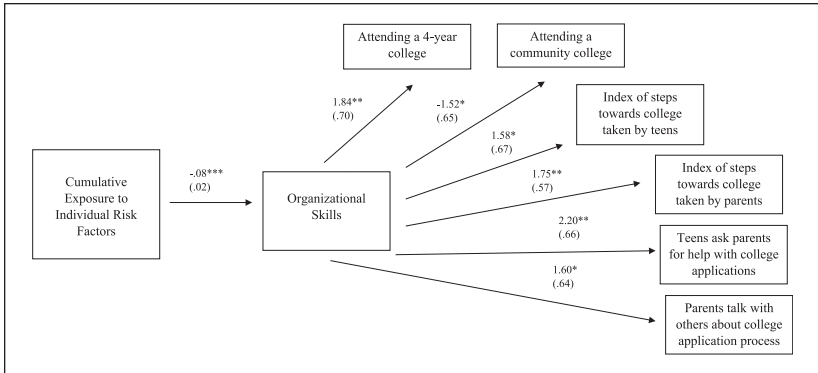 Attending a 4-year
college
Attending a
community college
1.84**
(.70)
-1.52*
(.65)
Index of steps
towards college
taken by teens
1.58*
(.67)
-.08***
(.02)
Cumulative
Exposure to
Individual Risk
Factors
Organizational
Skills
1.75**
(.57)
Index of steps
towards college
taken by parents
2.20**
(.66)
Teens ask parents
for help with college
applications
1.60*
(.64)
Parents talk with
others about college
application process